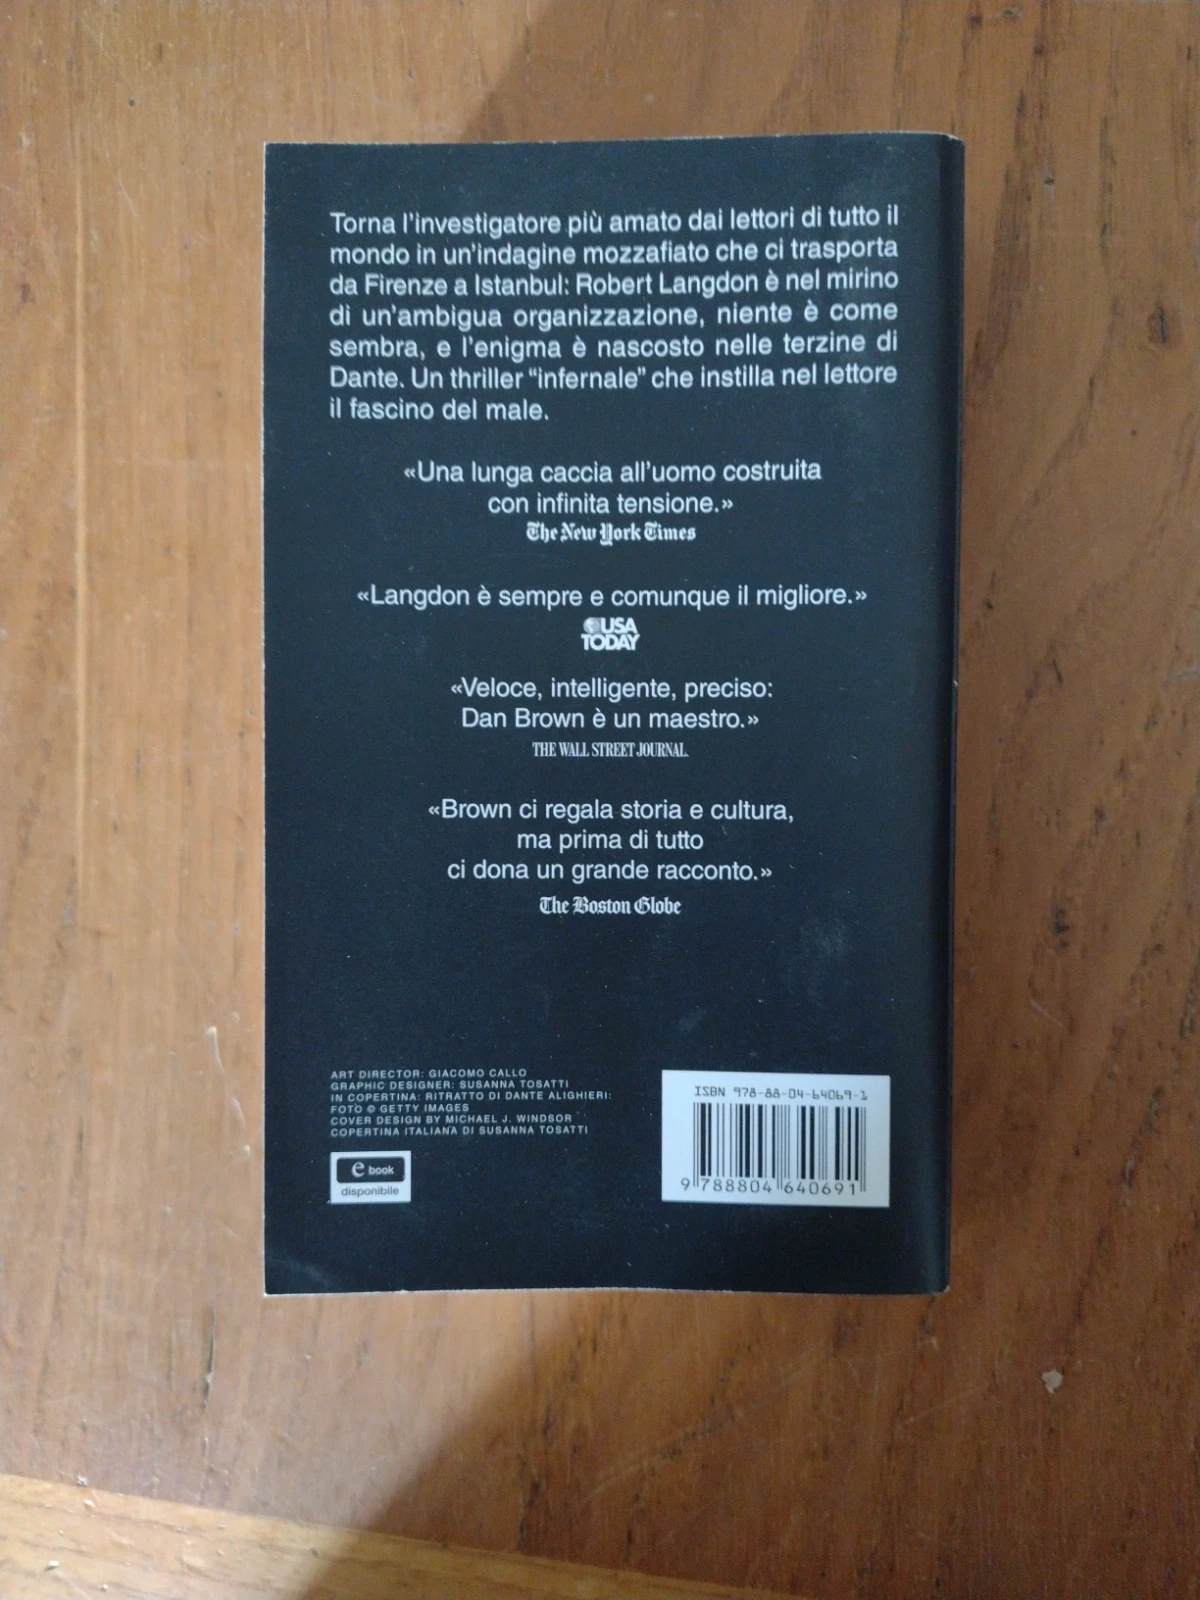 Torna l'investigatore più amato dai lettori di tutto il
mondo in un'indagine mozzafiato che ci trasporta
da Firenze a Istanbul: Robert Langdon è nel mirino
di un'ambigua organizzazione, niente è come
sembra, e l'enigma è nascosto nelle terzine di
Dante. Un thriller “infernale” che instilla nel lettore
il fascino del male.
«Una lunga caccia all'uomo costruita
con infinita tensione.»
The New York Times
«Langdon è sempre e comunque il migliore.»
USA
TODAY
«Veloce, intelligente, preciso:
Dan Brown è un maestro.»
THE WALL STREET JOURNAL.
«Brown ci regala storia e cultura,
ma prima di tutto
ci dona un grande racconto.»
The Boston Globe
ART DIRECTOR: GIACOMO CALLO
GRAPHIC DESIGNER: SUSANNA TOSATTI
IN COPERTINA: RITRATTO DI DANTE ALIGHIERI:
FOTO © GETTY IMAGES
COVER DESIGN BY MICHAEL J. WINDSOR
COPERTINA ITALIANA DI SUSANNA TOSATTI
e book
disponibile
ISBN 978-88-04-64069-1
9 788804 640691